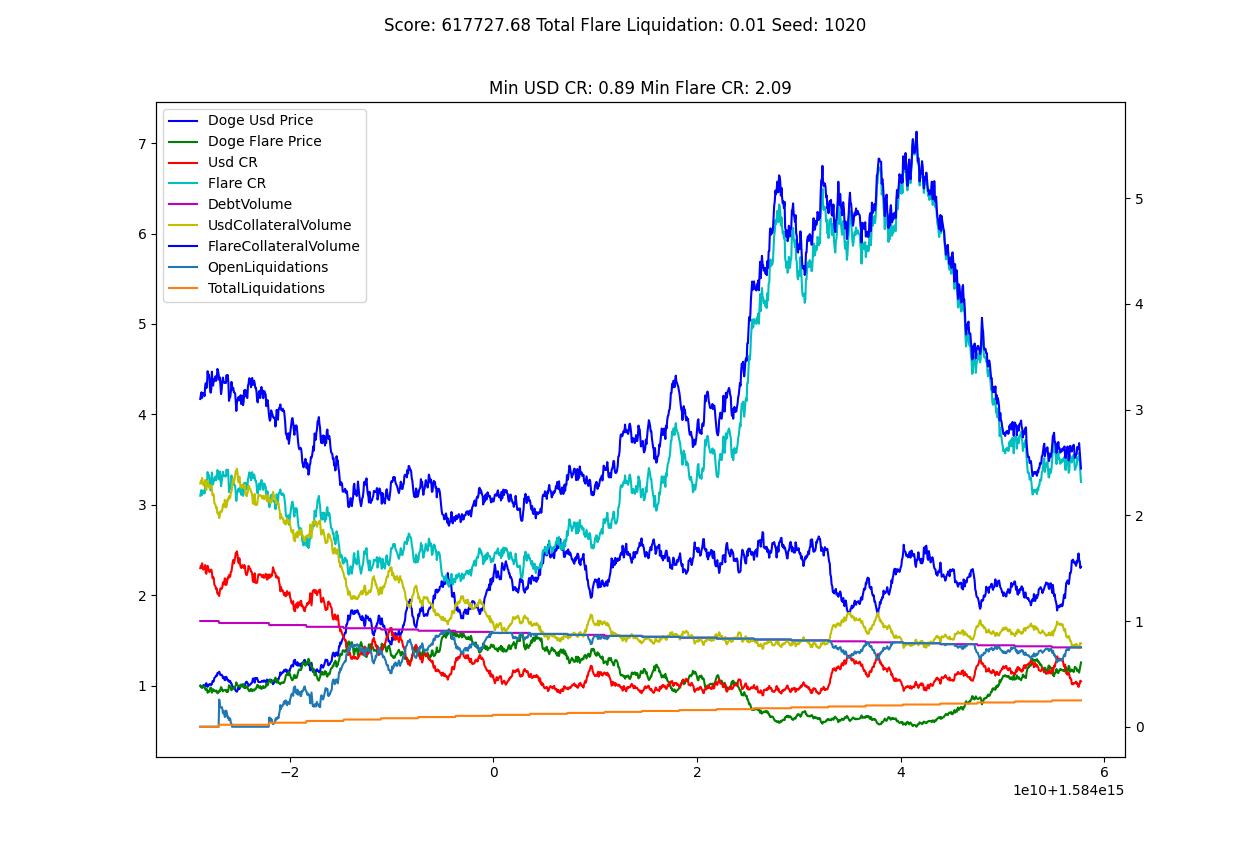 Score: 617727.68 Total Flare Liquidation: 0.01 Seed: 1020
Min USD CR: 0.89 Min Flare CR: 2.09
Doge Usd Price
Doge Flare Price
Usd CR
Flare CR
DebtVolume
UsdCollateralVolume
FlareCollateralVolume
OpenLiquidations
TotalLiquidations
7
6
5
4
3
2
1
5
4
3
2
1
0
−2
0
2
4
6
1e10+1.584e15